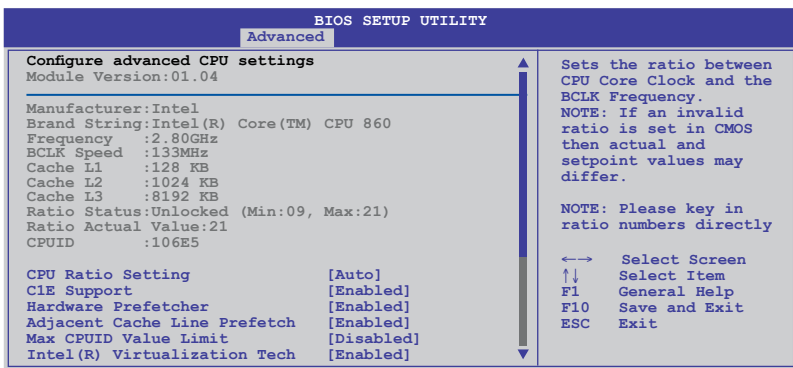 BIOS SETUP UTILITY
Advanced
Configure advanced CPU settings
Module Version:01.04
Manufacturer:Intel
Brand String:Intel(R) Core(TM) CPU 860
Frequency :2.80GHz
BCLK Speed :133MHz
Cache L1 :128 KB
Cache L2 :1024 KB
Cache L3 :8192 KB
Ratio Status:Unlocked (Min:09, Max:21)
Ratio Actual Value:21
CPUID :106E5
CPU Ratio Setting [Auto]
C1E Support [Enabled]
Hardware Prefetcher [Enabled]
Adjacent Cache Line Prefetch [Enabled]
Max CPUID Value Limit [Disabled]
Intel(R) Virtualization Tech [Enabled]
Sets the ratio between
CPU Core Clock and the
BCLK Frequency.
NOTE: If an invalid
ratio is set in CMOS
then actual and
setpoint values may
differ.
NOTE: Please key in
ratio numbers directly
←→ Select Screen
↑↓ Select Item
F1 General Help
F10 Save and Exit
ESC Exit